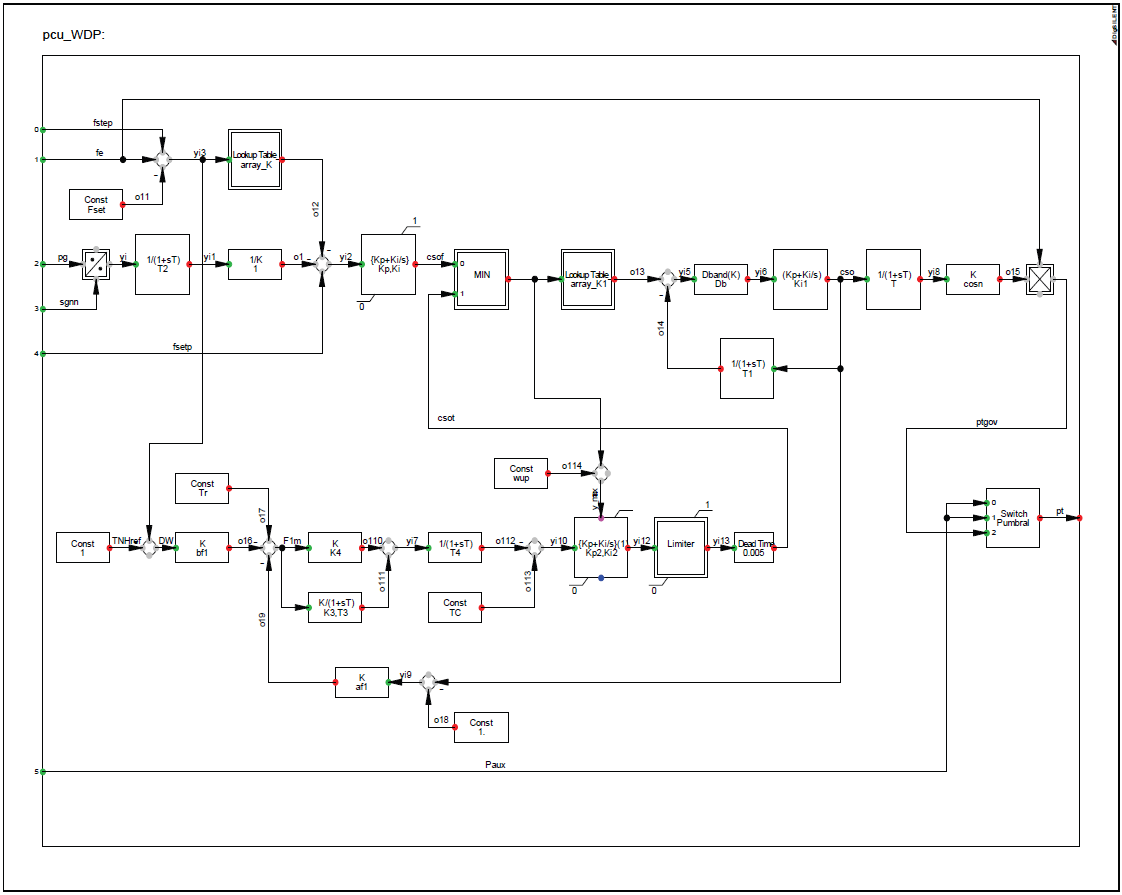 pcu_WDP:
DIgSILENT
0
fstep
1
fe
yi3
Lookup Table
array_K
Const
Fset
-
o11
o12
2
pg
yi
1/(1+sT)
T2
yi1
1/K
1
o1
-
-
yi2
{Kp+Ki/s}
Kp,Ki
1
0
csof
0
1
MIN
Lookup Table
array_K1
o13
-
yi5
Dband(K)
Db
yi6
(Kp+Ki/s)
Ki1
cso
1/(1+sT)
T
yi8
K
cosn
o15
3
sgnn
4
fsetp
o14
1/(1+sT)
T1
csot
ptgov
Const
Tr
o17
Const
wup
o114
Const
1
TNHref
-
DW
K
bf1
o16
-
-
F1m
K
K4
o110
yi7
1/(1+sT)
T4
o112
-
yi10
{Kp+Ki/s}(1)
Kp2,Ki2
0
yi12
Limiter
1
0
yi13
Dead Time
0.005
0
1
2
Switch
Pumbral
pt
K/(1+sT)
K3,T3
o111
Const
TC
o113
o19
K
af1
yi9
-
o18
Const
1.
Paux
5